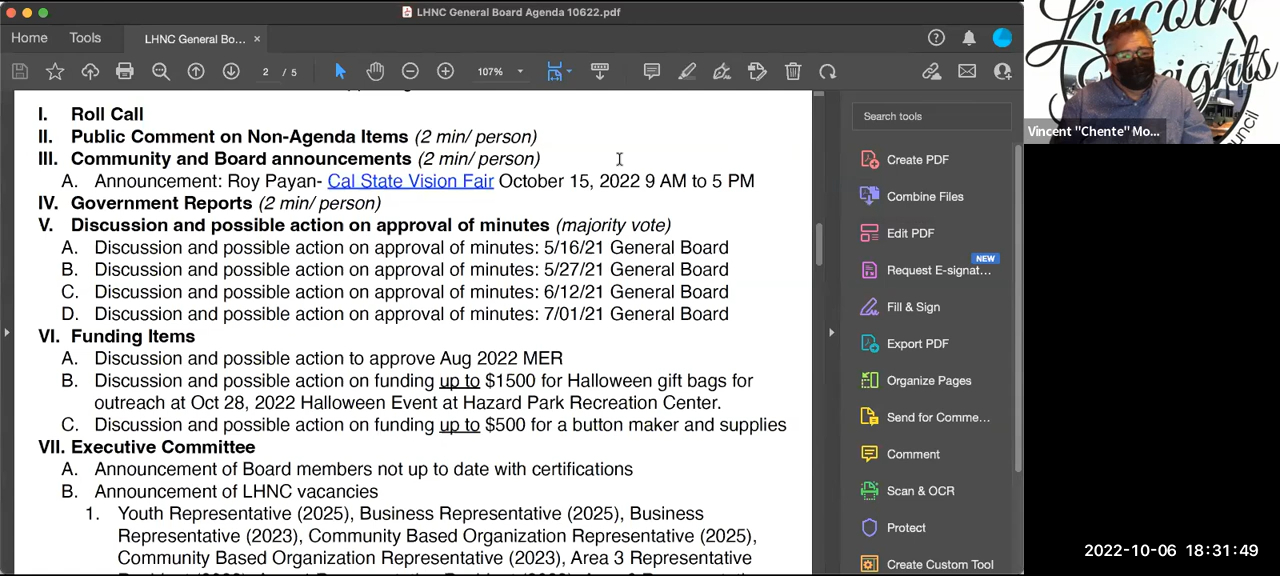 LHNC General Board Agenda 10622.pdf
Home Tools LHNC General Bo... ×
2 / 5 107%
I. Roll Call
II. Public Comment on Non-Agenda Items (2 min/ person)
III. Community and Board announcements (2 min/ person)
A. Announcement: Roy Payan- Cal State Vision Fair October 15, 2022 9 AM to 5 PM
IV. Government Reports (2 min/ person)
V. Discussion and possible action on approval of minutes (majority vote)
A. Discussion and possible action on approval of minutes: 5/16/21 General Board
B. Discussion and possible action on approval of minutes: 5/27/21 General Board
C. Discussion and possible action on approval of minutes: 6/12/21 General Board
D. Discussion and possible action on approval of minutes: 7/01/21 General Board
VI. Funding Items
A. Discussion and possible action to approve Aug 2022 MER
B. Discussion and possible action on funding up to $1500 for Halloween gift bags for
outreach at Oct 28, 2022 Halloween Event at Hazard Park Recreation Center.
C. Discussion and possible action on funding up to $500 for a button maker and supplies
VII. Executive Committee
A. Announcement of Board members not up to date with certifications
B. Announcement of LHNC vacancies
1. Youth Representative (2025), Business Representative (2025), Business
Representative (2023), Community Based Organization Representative (2025),
Community Based Organization Representative (2023), Area 3 Representative
Search tools
Create PDF
Combine Files
Edit PDF
NEW
Request E-signat...
Fill & Sign
Export PDF
Organize Pages
Send for Comme...
Comment
Scan & OCR
Protect
Create Custom Tool
Lincoln
Heights
Council
Vincent "Chente" Mo...
2022-10-06 18:31:49